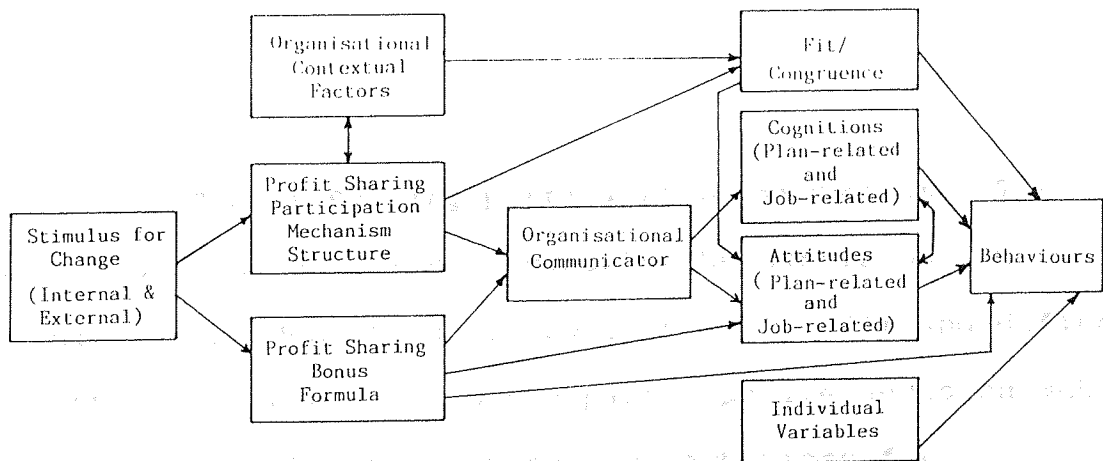 Organisational
Contextual
Factors
Fit/
Congruence
Cognitions
(Plan-related
and
Job-related)
Profit Sharing
Participation
Mechanism
Structure
Stimulus for
Change
(Internal &
External)
Organisational
Communicator
Attitudes
( Plan-related
and
Job-related)
Behaviours
Profit Sharing
Bonus
Formula
Individual
Variables